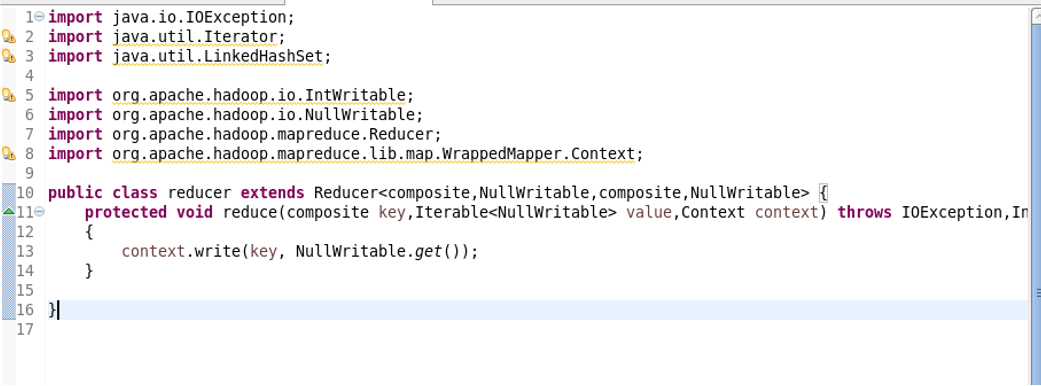 1 import java.io.IOException;
2 import java.util.Iterator;
3 import java.util.LinkedHashSet;
4
5 import org.apache.hadoop.io.IntWritable;
6 import org.apache.hadoop.io.NullWritable;
7 import org.apache.hadoop.mapreduce.Reducer;
8 import org.apache.hadoop.mapreduce.lib.map.WrappedMapper.Context;
9
10 public class reducer extends Reducer<composite,NullWritable,composite,NullWritable> {
11     protected void reduce(composite key,Iterable<NullWritable> value,Context context) throws IOException,In
12     {
13         context.write(key, NullWritable.get());
14     }
15
16 }
17